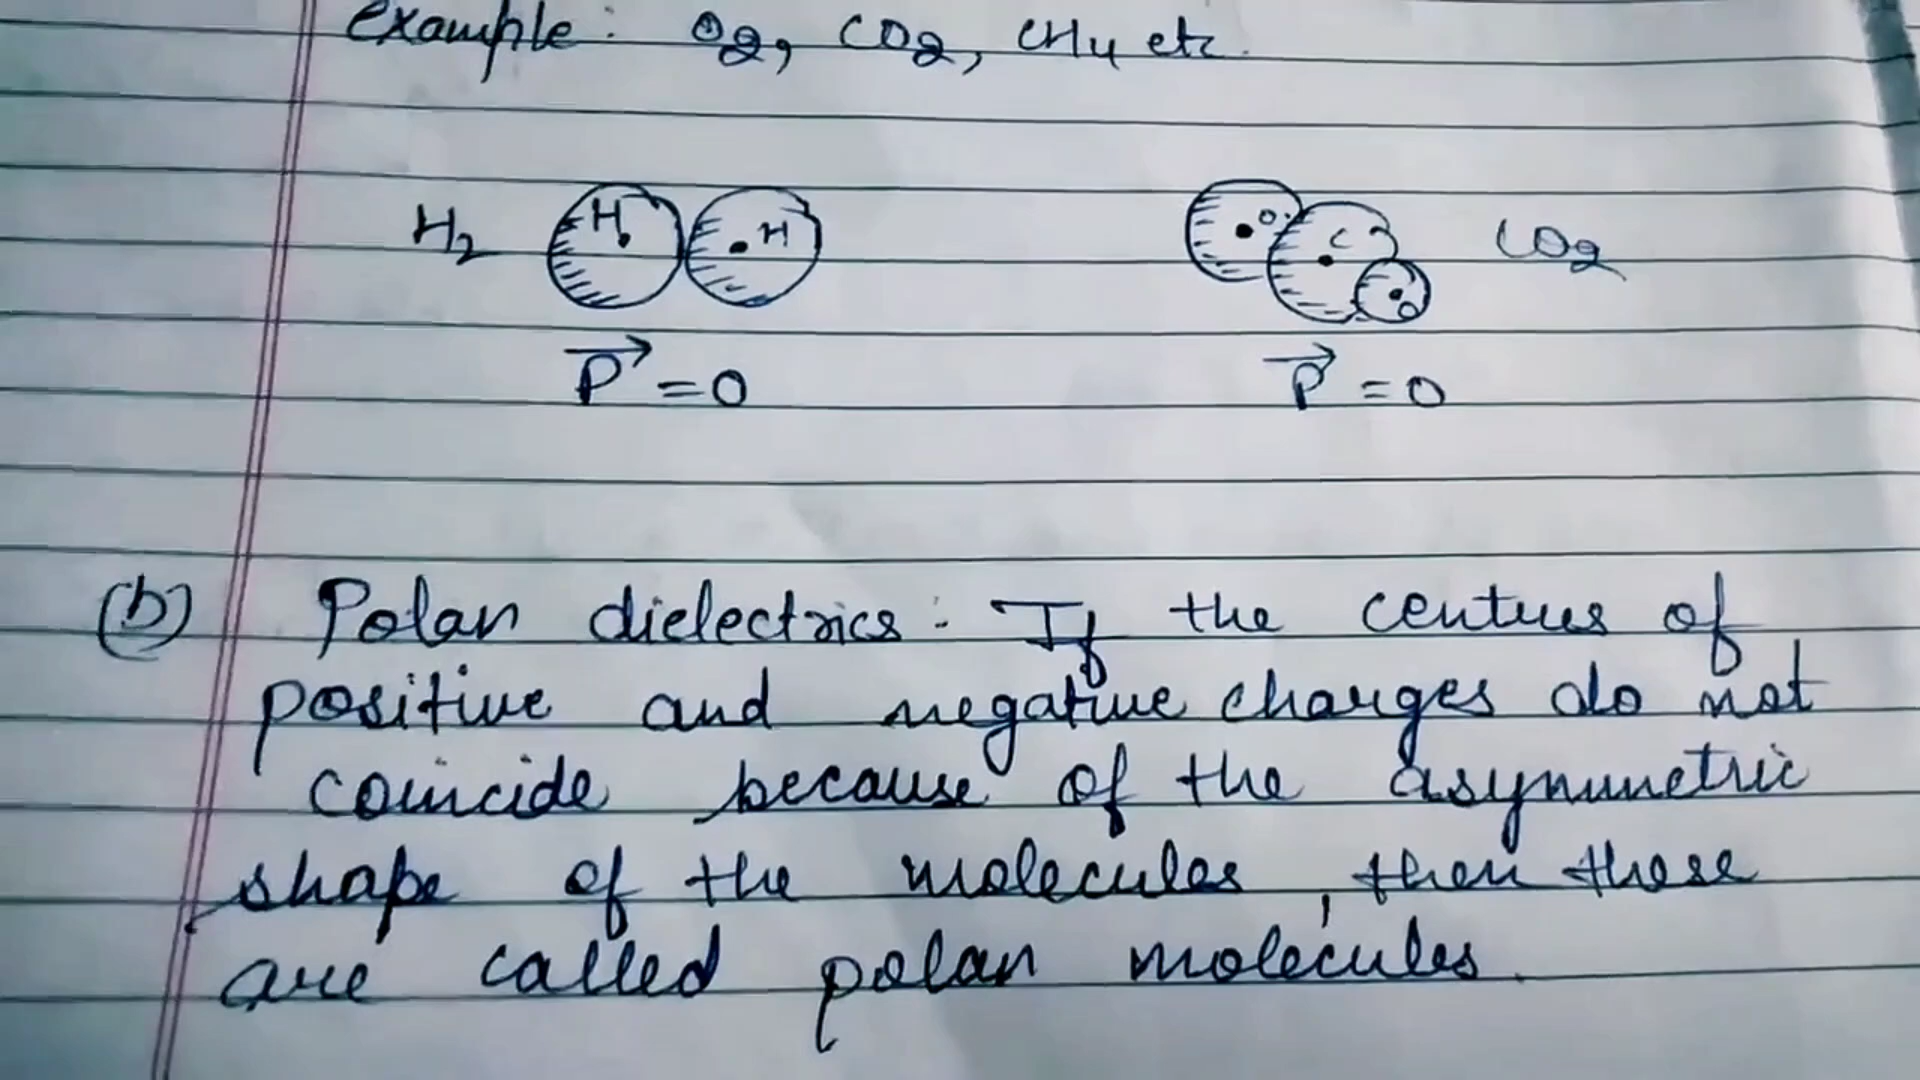 Example: O2, CO2, CH4 etc.
H2 H H O C O CO2
P→ = 0 P→ = 0
(b) Polar dielectrics: If the centres of
positive and negative charges do not
coincide because of the asymmetric
shape of the molecules, then these
are called polar molecules.